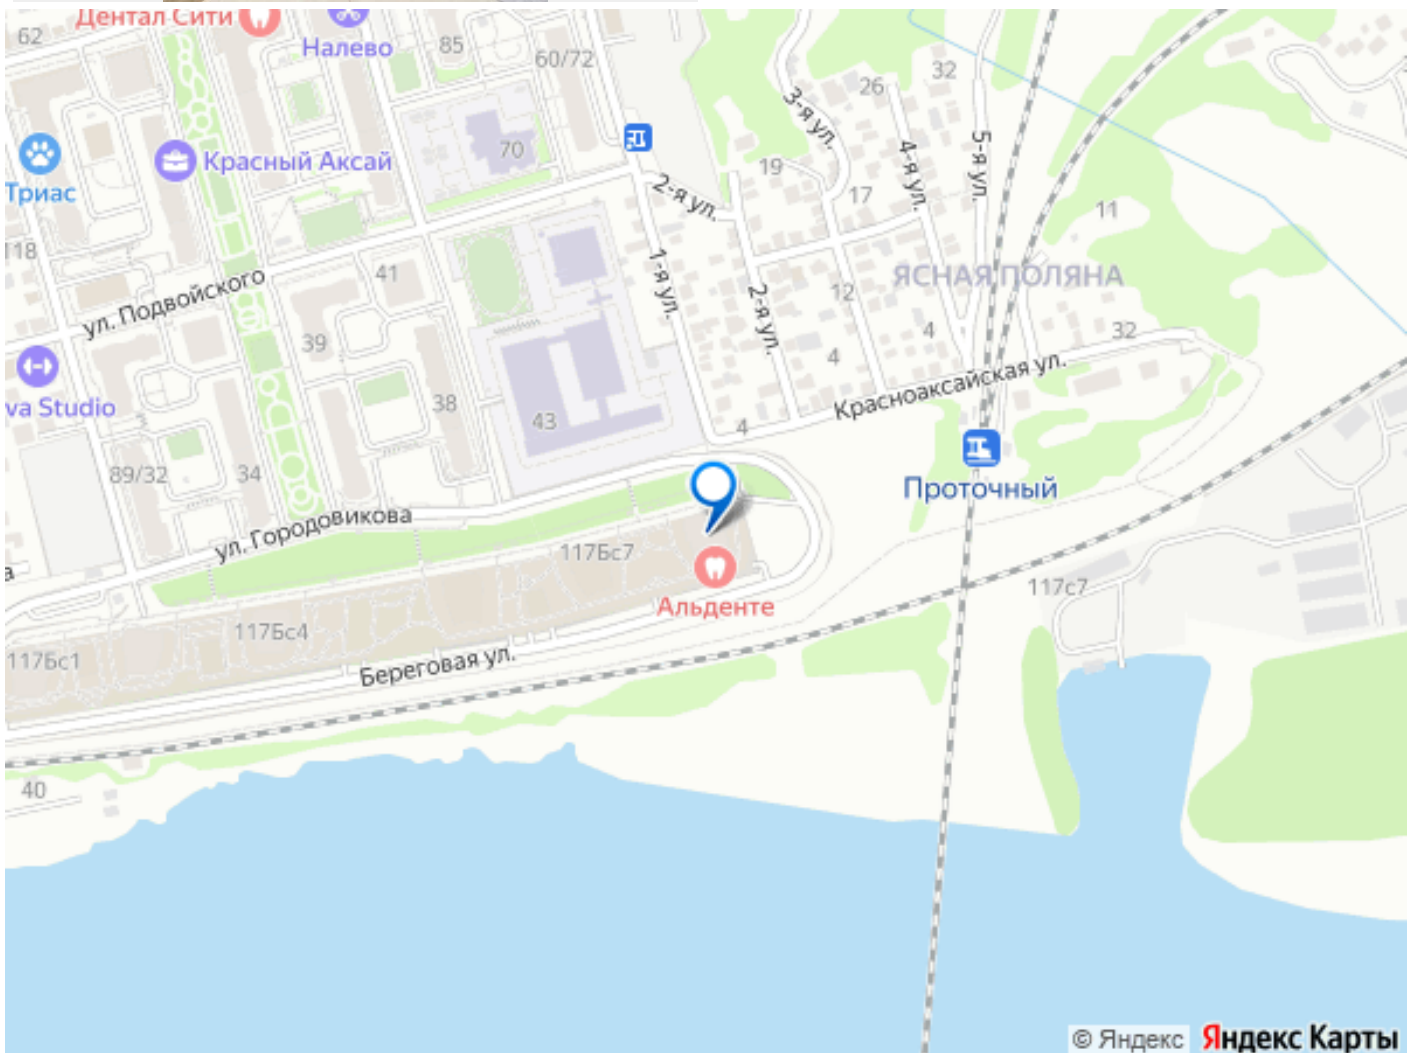 Дентал Сити
62
Налево
85
60/72
32
26
3-я ул.
4-я ул.
5-я ул.
70
Красный Аксай
Триас
19
17
2-я ул.
11
118
41
1-я ул.
ЯСНАЯ ПОЛЯНА
ул. Подвойского
12
2-я ул.
39
4
32
4
va Studio
38
Красноаксайская ул.
43
4
89/32
34
Проточный
ул. Городовикова
117Бс7
а
117с7
Альденте
117Бс4
117Бс1
Береговая ул.
40
© Яндекс Яндекс Карты